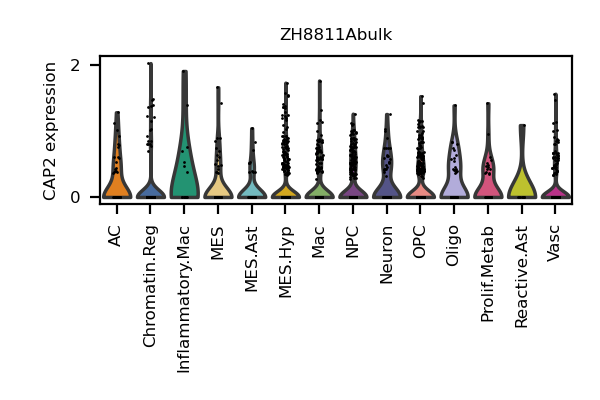 ZH8811Abulk
CAP2 expression
2
0
AC
Chromatin.Reg
Inflammatory.Mac
MES
MES.Ast
MES.Hyp
Mac
NPC
Neuron
OPC
Oligo
Prolif.Metab
Reactive.Ast
Vasc